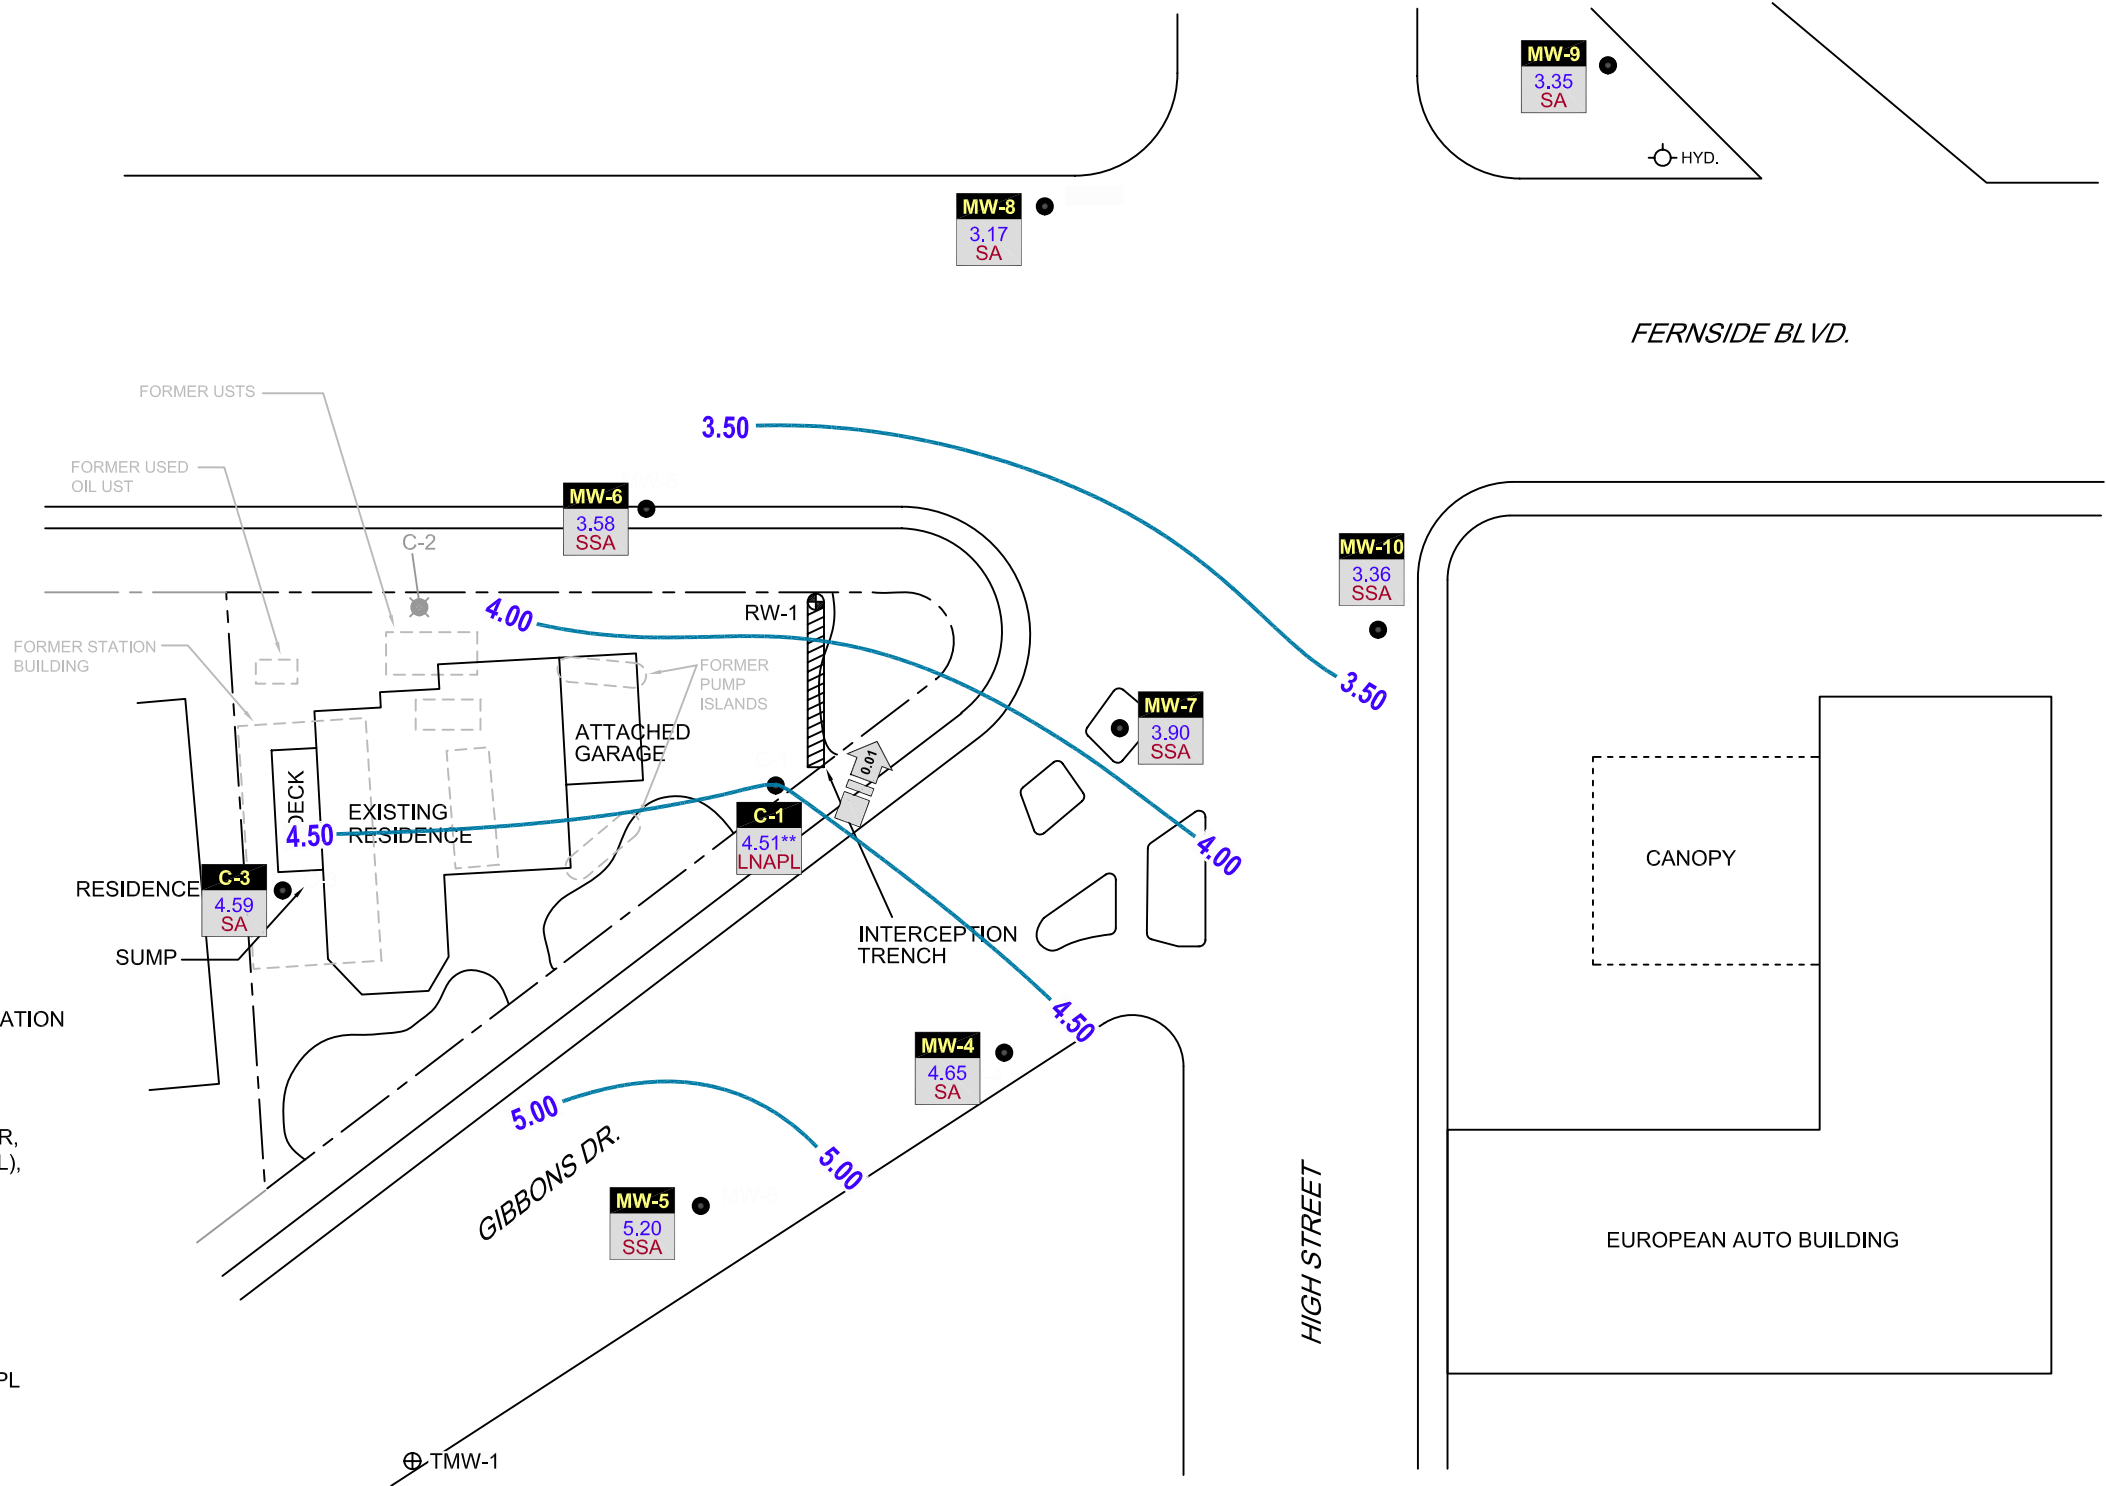 MW-9
3.35
SA
HYD.
MW-8
3.17
SA
FERNSIDE BLVD.
FORMER USTS
3.50
FORMER USED
OIL UST
MW-6
3.58
SSA
C-2
MW-10
3.36
SSA
4.00
RW-1
FORMER STATION
BUILDING
FORMER
PUMP
ISLANDS
3.50
MW-7
3.90
SSA
ATTACHED
GARAGE
0.01
DECK
EXISTING
RESIDENCE
4.50
C-1
4.51**
LNAPL
4.00
CANOPY
RESIDENCE
C-3
4.59
SA
SUMP
INTERCEPTION
TRENCH
ATION
4.50
MW-4
4.65
SA
5.00
R,
L),
GIBBONS DR.
5.00
MW-5
5.20
SSA
HIGH STREET
EUROPEAN AUTO BUILDING
PL
TMW-1